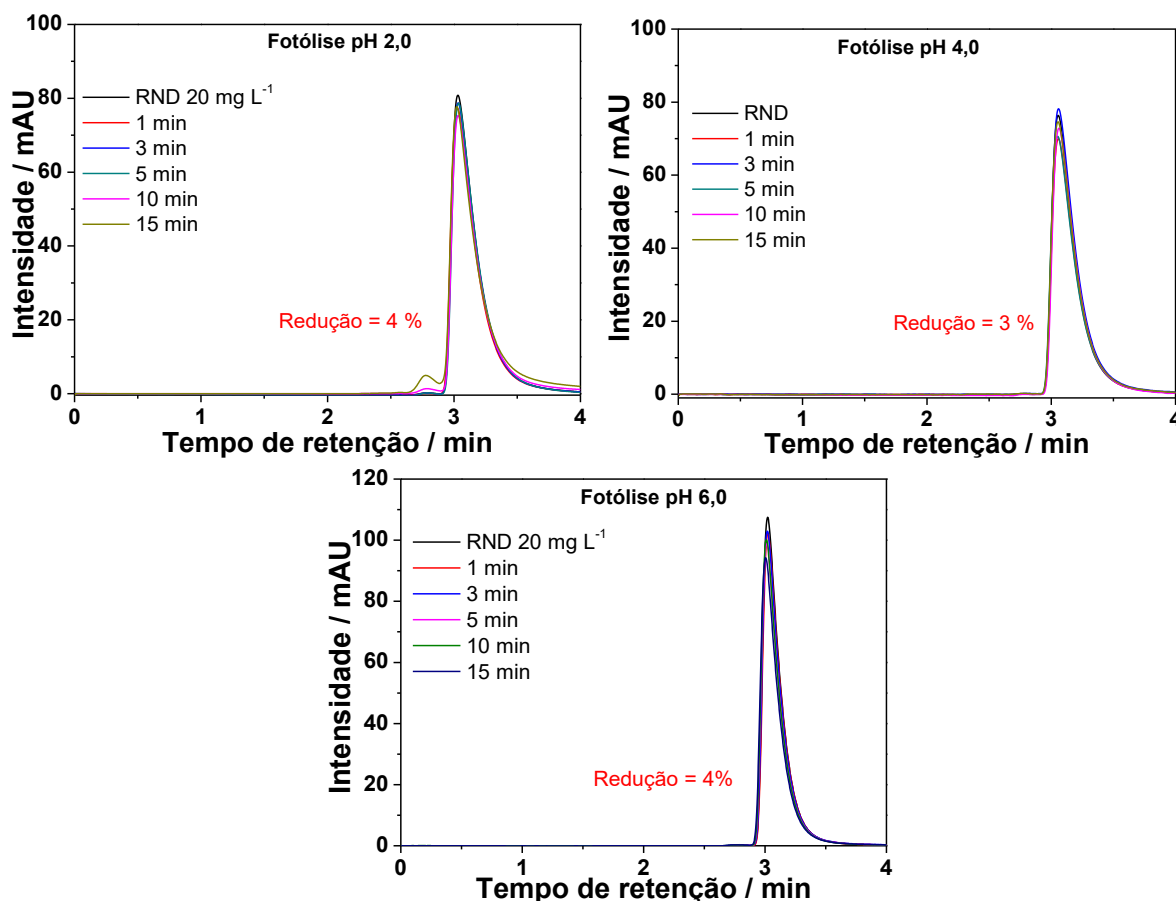 Fotólise pH 2,0
Intensidade / mAU
100
80
60
40
20
0
RND 20 mg L-1
1 min
3 min
5 min
10 min
15 min
Redução = 4 %
0 1 2 3 4
Tempo de retenção / min
Fotólise pH 4,0
Intensidade / mAU
100
80
60
40
20
0
RND
1 min
3 min
5 min
10 min
15 min
Redução = 3 %
0 1 2 3 4
Tempo de retenção / min
Fotólise pH 6,0
Intensidade / mAU
120
100
80
60
40
20
0
RND 20 mg L-1
1 min
3 min
5 min
10 min
15 min
Redução = 4%
0 1 2 3 4
Tempo de retenção / min